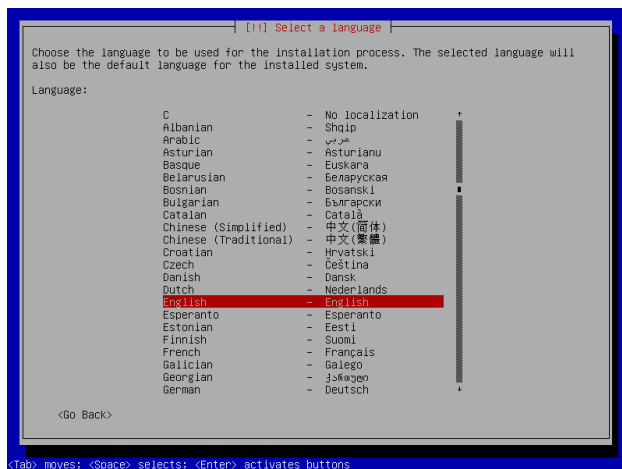 [!!] Select a language
Choose the language to be used for the installation process. The selected language will
also be the default language for the installed system.
Language:
C - No localization
Albanian - Shqip
Arabic - عربي
Asturian - Asturianu
Basque - Euskara
Belarusian - Беларуская
Bosnian - Bosanski
Bulgarian - Български
Catalan - Català
Chinese (Simplified) - 中文(简体)
Chinese (Traditional) - 中文(繁體)
Croatian - Hrvatski
Czech - Čeština
Danish - Dansk
Dutch - Nederlands
English - English
Esperanto - Esperanto
Estonian - Eesti
Finnish - Suomi
French - Français
Galician - Galego
Georgian - ქართული
German - Deutsch
<Go Back>
<Tab> moves; <Space> selects; <Enter> activates buttons